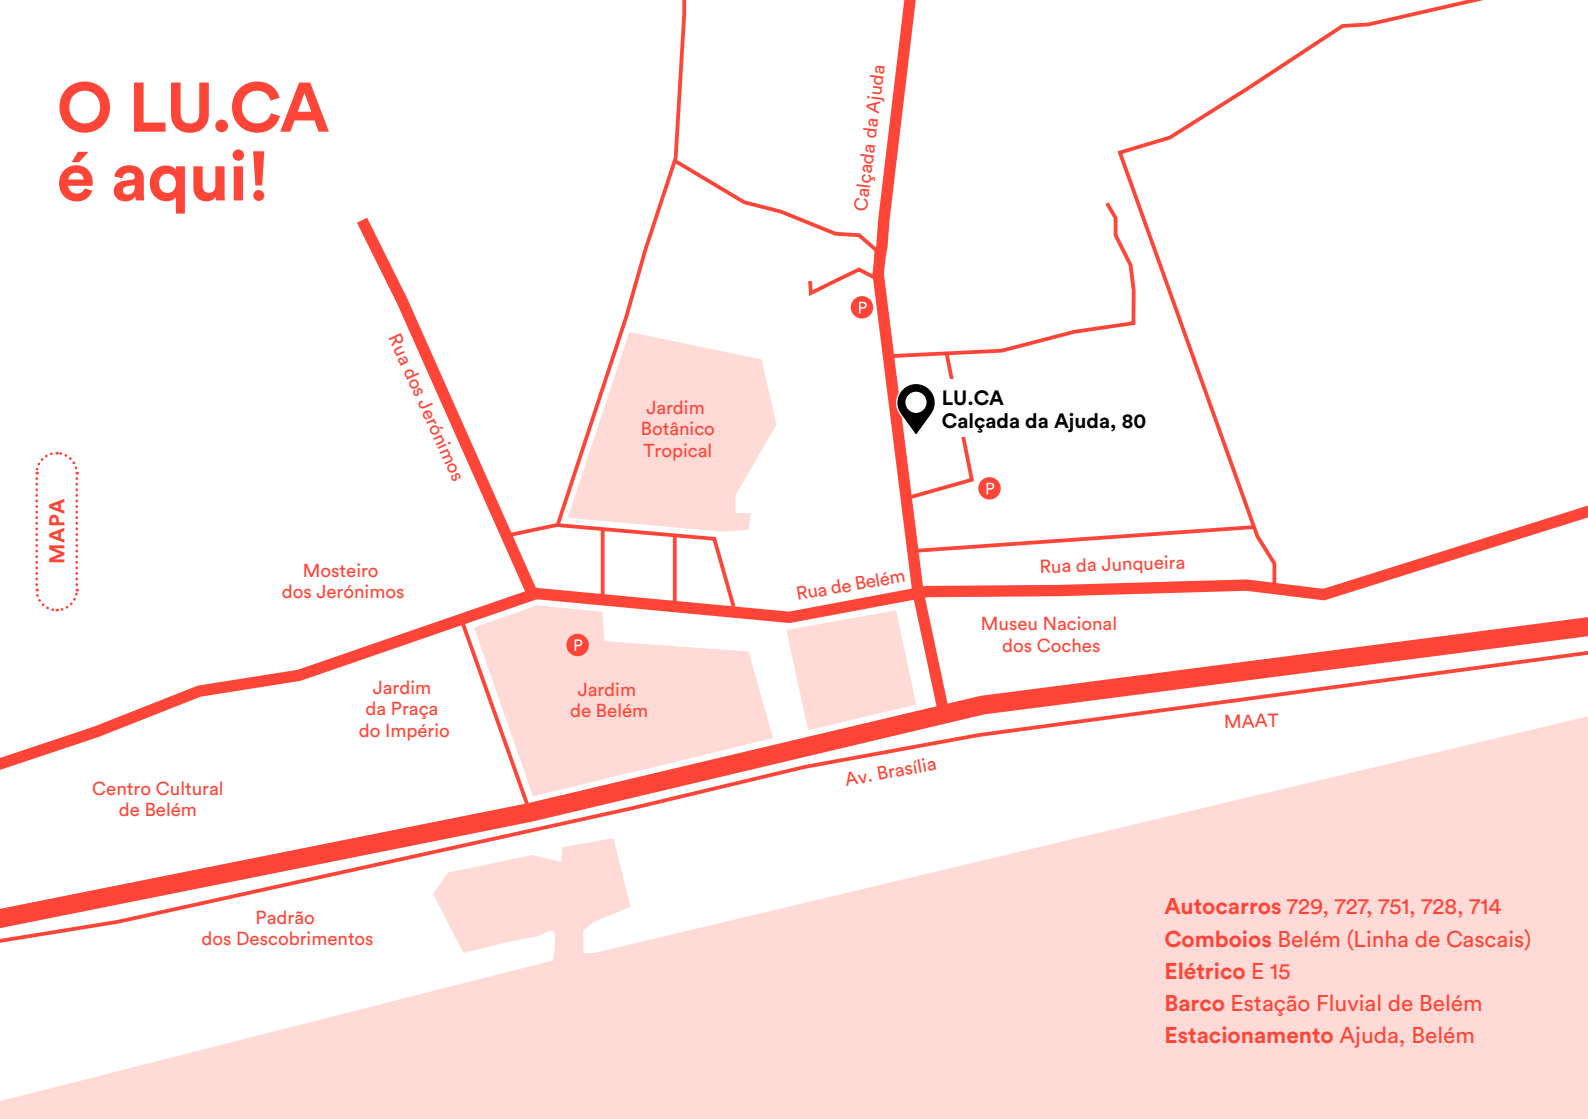 O LU.CA
é aqui!
MAPA
Calçada da Ajuda
P
Rua dos Jerónimos
Jardim
Botânico
Tropical
LU.CA
Calçada da Ajuda, 80
P
Mosteiro
dos Jerónimos
Rua de Belém
Rua da Junqueira
Museu Nacional
dos Coches
P
Jardim
da Praça
do Império
Jardim
de Belém
MAAT
Av. Brasília
Centro Cultural
de Belém
Padrão
dos Descobrimentos
Autocarros 729, 727, 751, 728, 714
Comboios Belém (Linha de Cascais)
Elétrico E 15
Barco Estação Fluvial de Belém
Estacionamento Ajuda, Belém